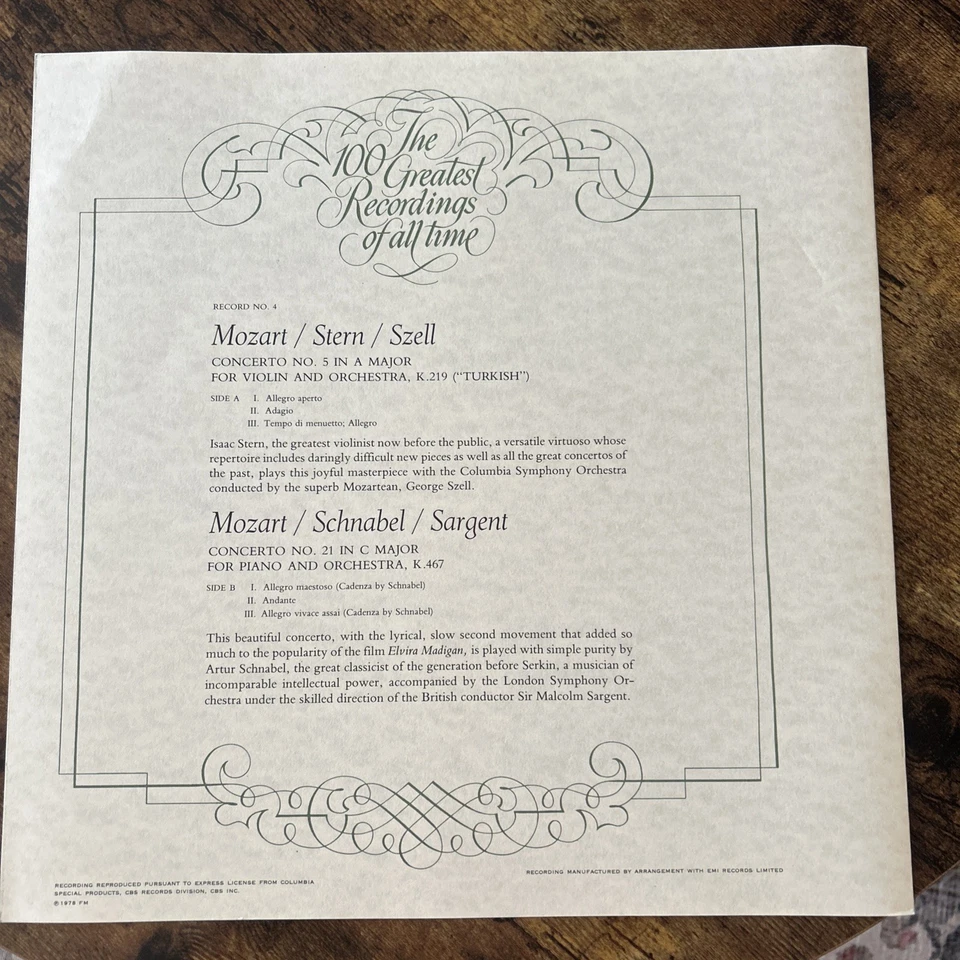 The
100 Greatest
Recordings
of all time
RECORD NO. 4
Mozart / Stern / Szell
CONCERTO NO. 5 IN A MAJOR
FOR VIOLIN AND ORCHESTRA, K.219 (“TURKISH”)
SIDE A I. Allegro aperto
II. Adagio
III. Tempo di menuetto; Allegro
Isaac Stern, the greatest violinist now before the public, a versatile virtuoso whose
repertoire includes daringly difficult new pieces as well as all the great concertos of
the past, plays this joyful masterpiece with the Columbia Symphony Orchestra
conducted by the superb Mozartean, George Szell.
Mozart / Schnabel / Sargent
CONCERTO NO. 21 IN C MAJOR
FOR PIANO AND ORCHESTRA, K.467
SIDE B I. Allegro maestoso (Cadenza by Schnabel)
II. Andante
III. Allegro vivace assai (Cadenza by Schnabel)
This beautiful concerto, with the lyrical, slow second movement that added so
much to the popularity of the film Elvira Madigan, is played with simple purity by
Artur Schnabel, the great classicist of the generation before Serkin, a musician of
incomparable intellectual power, accompanied by the London Symphony Or-
chestra under the skilled direction of the British conductor Sir Malcolm Sargent.
RECORDING REPRODUCED PURSUANT TO EXPRESS LICENSE FROM COLUMBIA
SPECIAL PRODUCTS, CBS RECORDS DIVISION, CBS INC.
℗1978 FM
RECORDING MANUFACTURED BY ARRANGEMENT WITH EMI RECORDS LIMITED